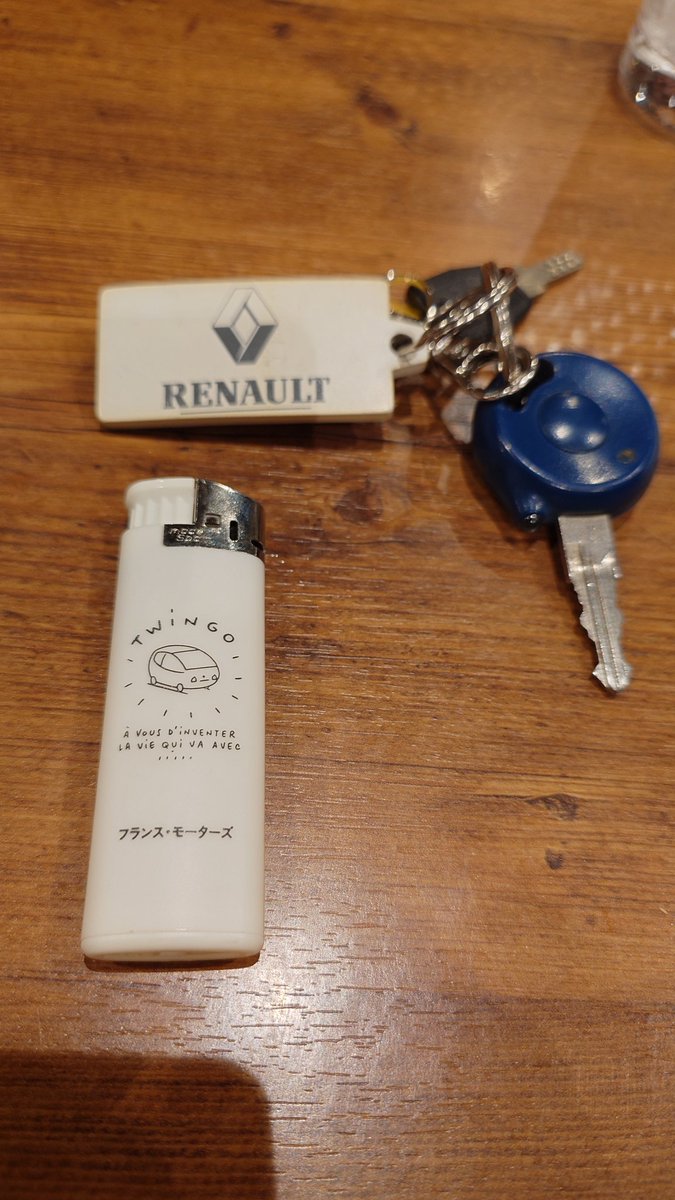 RENAULT
TWiNGO
À VOUS D'iNVENTER
LA ViE QUi VA AVEC
.....
フランス・モーターズ